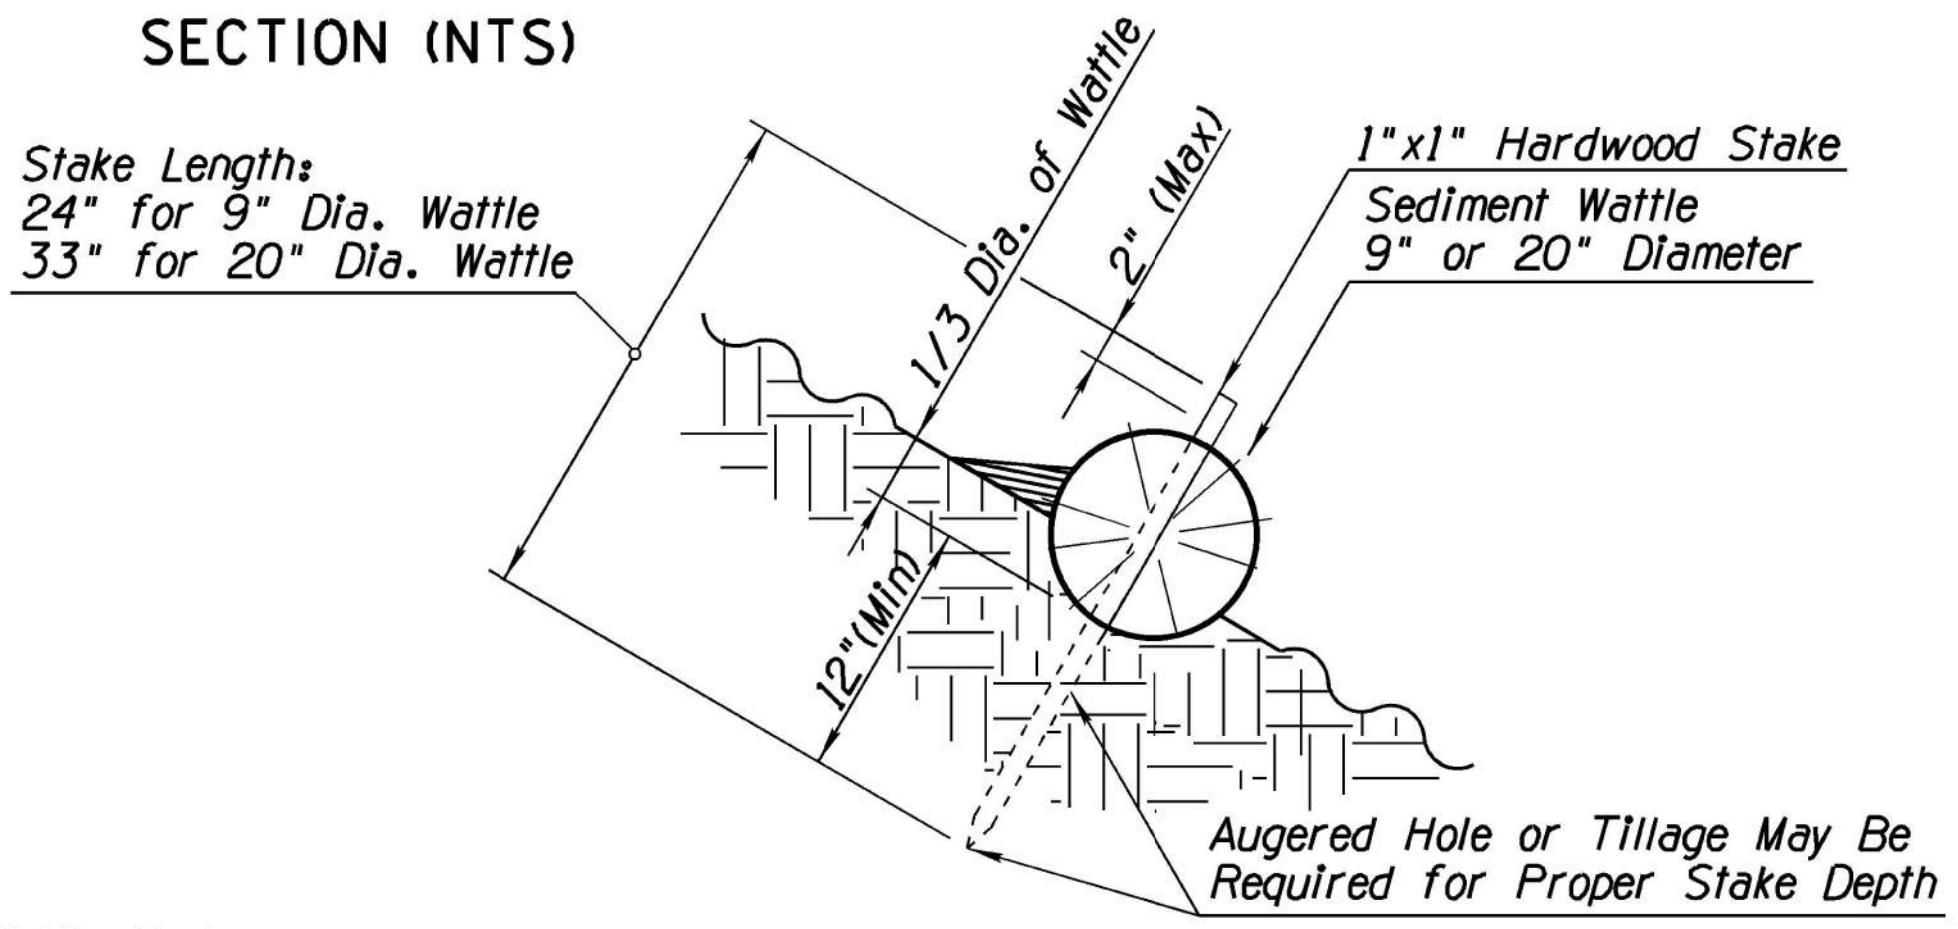 SECTION (NTS)
Stake Length:
24" for 9" Dia. Wattle
33" for 20" Dia. Wattle
1/3 Dia. of Wattle
2" (Max)
1"x1" Hardwood Stake
Sediment Wattle
9" or 20" Diameter
12"(Min)
Augered Hole or Tillage May Be
Required for Proper Stake Depth